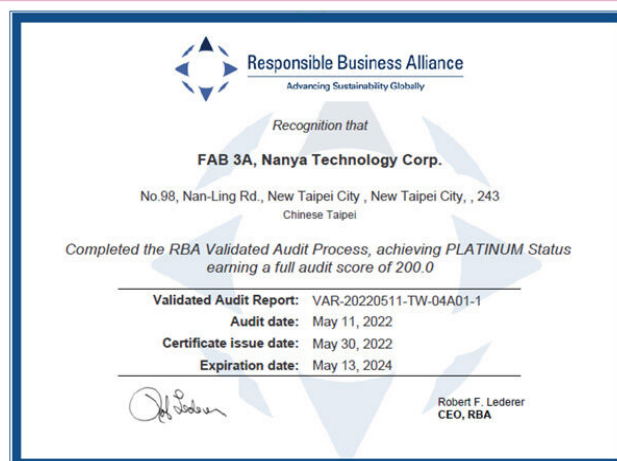 Responsible Business Alliance
Advancing Sustainability Globally
Recognition that
FAB 3A, Nanya Technology Corp.
No.98, Nan-Ling Rd., New Taipei City , New Taipei City, , 243
Chinese Taipei
Completed the RBA Validated Audit Process, achieving PLATINUM Status
earning a full audit score of 200.0
Validated Audit Report: VAR-20220511-TW-04A01-1
Audit date: May 11, 2022
Certificate issue date: May 30, 2022
Expiration date: May 13, 2024
Robert F. Lederer
CEO, RBA